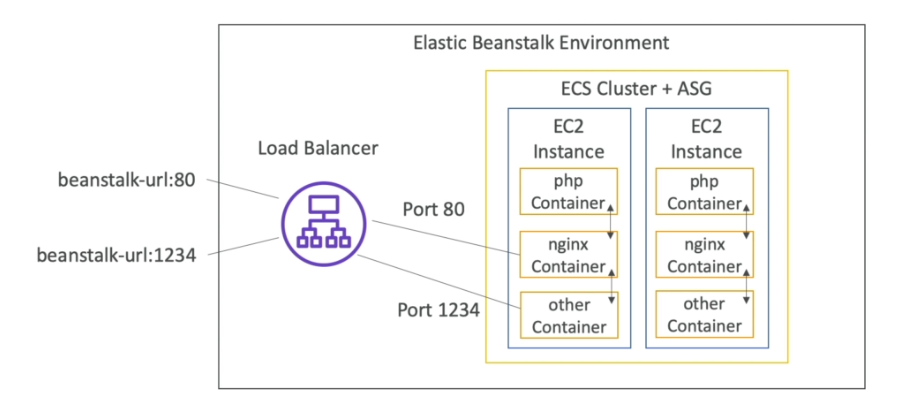 Elastic Beanstalk Environment
ECS Cluster + ASG
EC2
Instance
EC2
Instance
Load Balancer
beanstalk-url:80
beanstalk-url:1234
Port 80
Port 1234
php
Container
nginx
Container
other
Container
php
Container
nginx
Container
other
Container